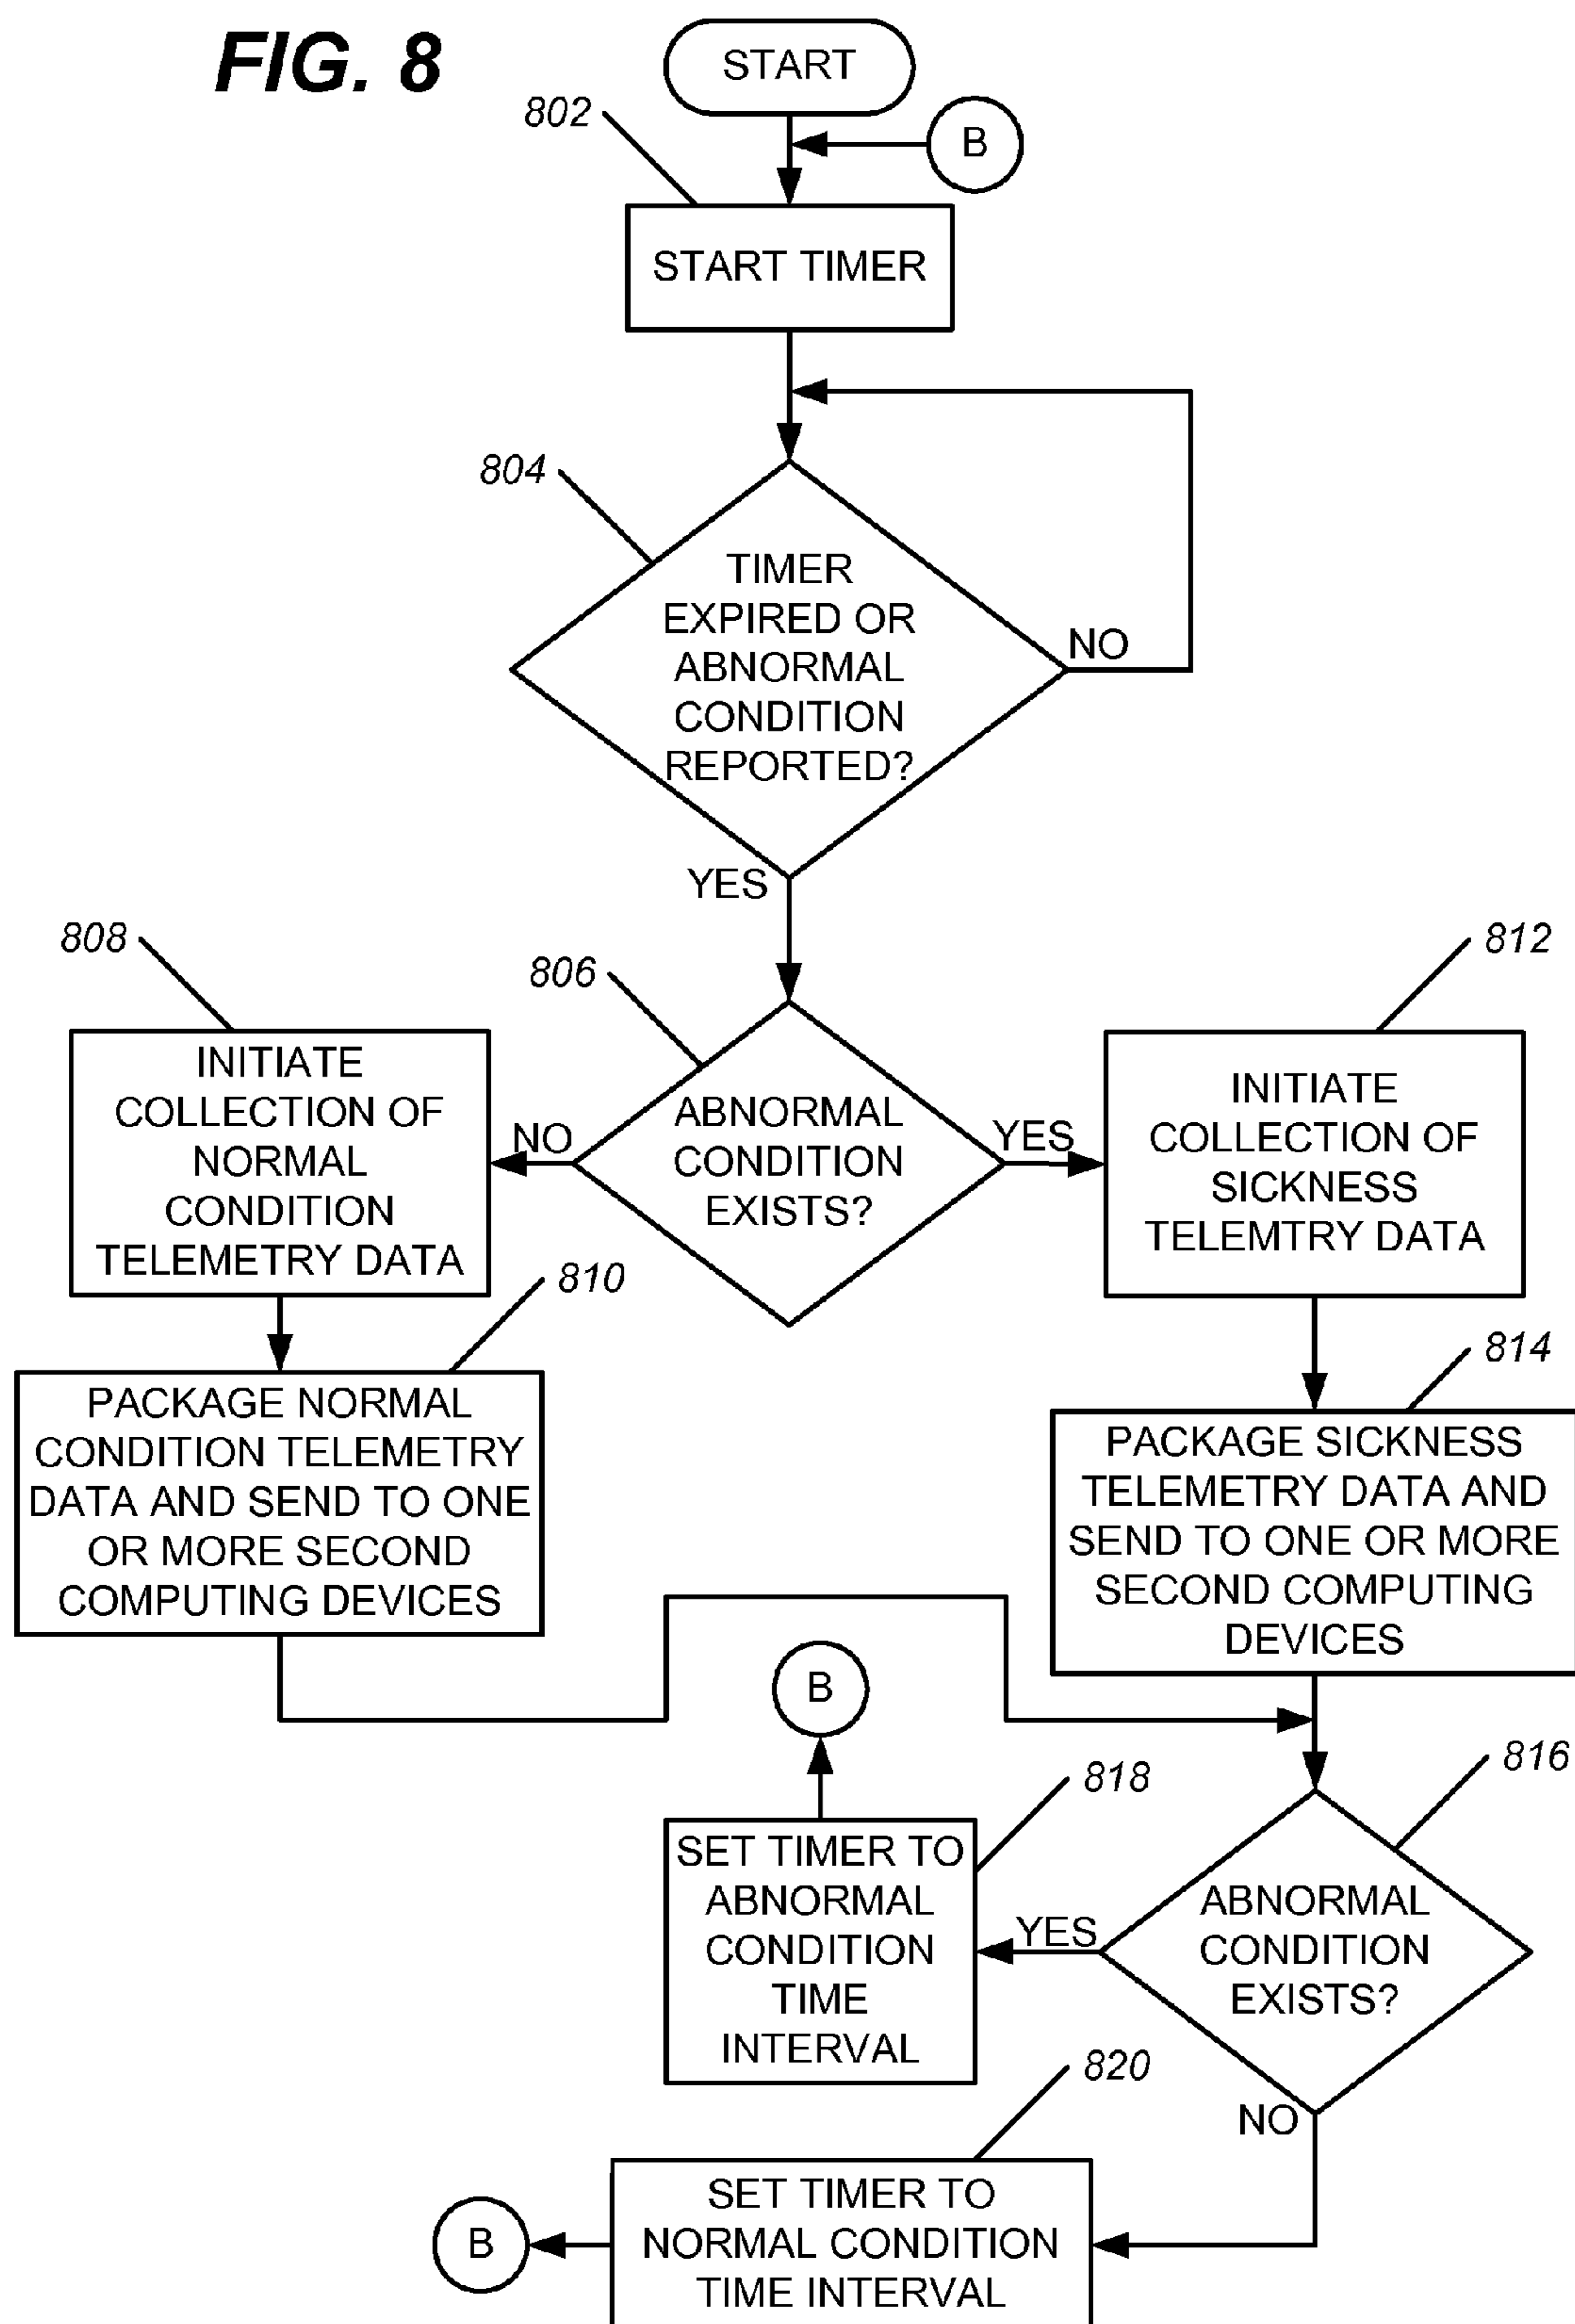 FIG. 8
START
802
B
START TIMER
804
TIMER
EXPIRED OR
ABNORMAL
CONDITION
REPORTED?
NO
YES
808
806
812
INITIATE
COLLECTION OF
NORMAL
CONDITION
TELEMETRY DATA
NO
ABNORMAL
CONDITION
EXISTS?
YES
INITIATE
COLLECTION OF
SICKNESS
TELEMTRY DATA
810
814
PACKAGE NORMAL
CONDITION TELEMETRY
DATA AND SEND TO ONE
OR MORE SECOND
COMPUTING DEVICES
PACKAGE SICKNESS
TELEMETRY DATA AND
SEND TO ONE OR MORE
SECOND COMPUTING
DEVICES
B
818
816
SET TIMER TO
ABNORMAL
CONDITION
TIME
INTERVAL
YES
ABNORMAL
CONDITION
EXISTS?
820
NO
B
SET TIMER TO
NORMAL CONDITION
TIME INTERVAL